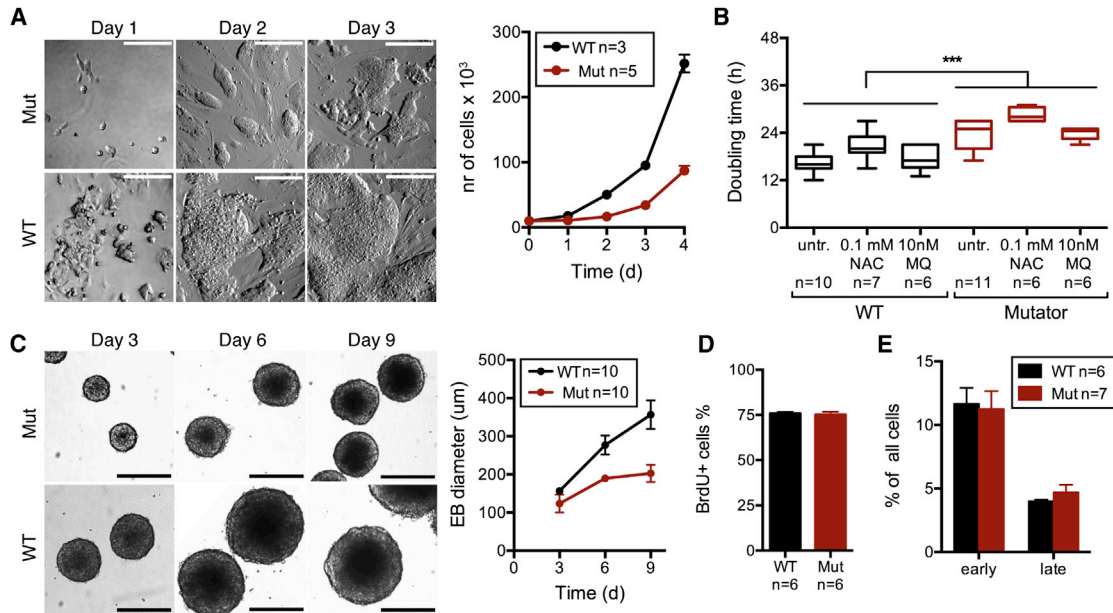 A
Day 1 Day 2 Day 3
Mut
WT
nr of cells x 10³
300
200
100
0
WT n=3
Mut n=5
0 1 2 3 4
Time (d)
B
Doubling time (h)
48
36
24
12
0
***
untr. 0.1 mM 10nM untr. 0.1 mM 10nM
NAC MQ NAC MQ
n=10 n=7 n=6 n=11 n=6 n=6
WT Mutator
C
Day 3 Day 6 Day 9
Mut
WT
EB diameter (um)
500
400
300
200
100
0
WT n=10
Mut n=10
0 3 6 9
Time (d)
D
BrdU+ cells %
100
75
50
25
0
WT Mut
n=6 n=6
E
% of all cells
15
10
5
0
WT n=6
Mut n=7
early late